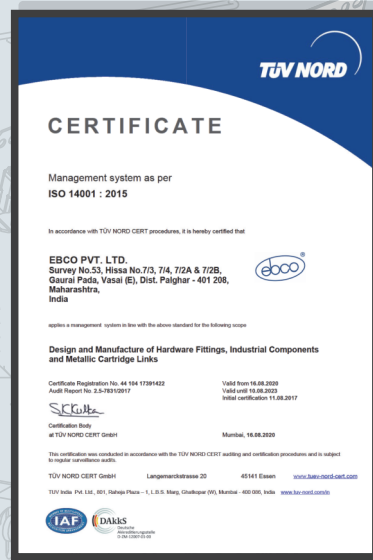 TÜV NORD
CERTIFICATE
Management system as per
ISO 14001 : 2015
In accordance with TÜV NORD CERT procedures, it is hereby certified that
EBCO PVT. LTD.
Survey No.53, Hissa No.7/3, 7/4, 7/2A & 7/2B,
Gaurai Pada, Vasai (E), Dist. Palghar - 401 208,
Maharashtra,
India
ebco ®
applies a management system in line with the above standard for the following scope
Design and Manufacture of Hardware Fittings, Industrial Components
and Metallic Cartridge Links
Certificate Registration No. 44 104 17391422
Audit Report No. 2.5-7831/2017
Valid from 16.08.2020
Valid until 10.08.2023
Initial certification 11.08.2017
Certification Body
at TÜV NORD CERT GmbH
Mumbai, 16.08.2020
This certification was conducted in accordance with the TÜV NORD CERT auditing and certification procedures and is subject
to regular surveillance audits.
TÜV NORD CERT GmbH Langemarckstrasse 20 45141 Essen www.tuev-nord-cert.com
TUV India Pvt. Ltd., 801, Raheja Plaza – 1, L.B.S. Marg, Ghatkopar (W), Mumbai - 400 086, India www.tuv-nord.com/in
IAF
DAkkS
Deutsche
Akkreditierungsstelle
D-ZM-12007-01-00